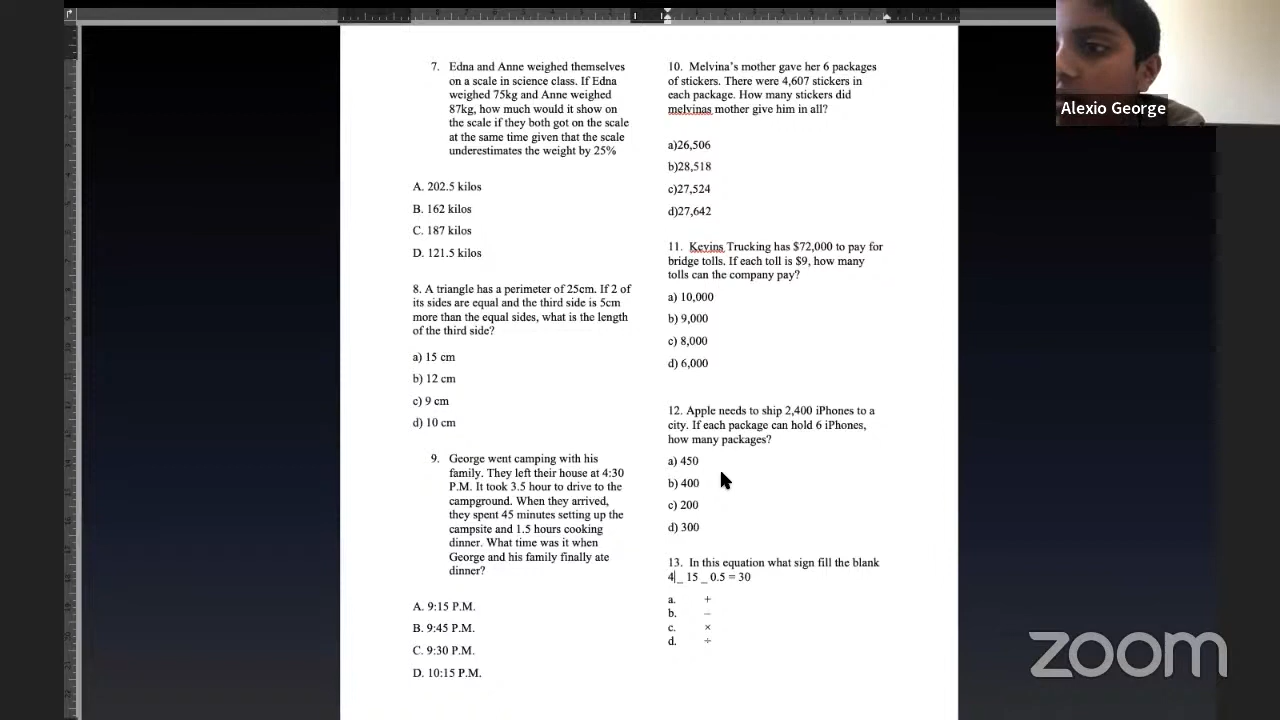 7. Edna and Anne weighed themselves
on a scale in science class. If Edna
weighed 75kg and Anne weighed
87kg, how much would it show on
the scale if they both got on the scale
at the same time given that the scale
underestimates the weight by 25%
A. 202.5 kilos
B. 162 kilos
C. 187 kilos
D. 121.5 kilos
8. A triangle has a perimeter of 25cm. If 2 of
its sides are equal and the third side is 5cm
more than the equal sides, what is the length
of the third side?
a) 15 cm
b) 12 cm
c) 9 cm
d) 10 cm
9. George went camping with his
family. They left their house at 4:30
P.M. It took 3.5 hour to drive to the
campground. When they arrived,
they spent 45 minutes setting up the
campsite and 1.5 hours cooking
dinner. What time was it when
George and his family finally ate
dinner?
A. 9:15 P.M.
B. 9:45 P.M.
C. 9:30 P.M.
D. 10:15 P.M.
10. Melvina's mother gave her 6 packages
of stickers. There were 4,607 stickers in
each package. How many stickers did
melvinas mother give him in all?
a)26,506
b)28,518
c)27,524
d)27,642
11. Kevins Trucking has $72,000 to pay for
bridge tolls. If each toll is $9, how many
tolls can the company pay?
a) 10,000
b) 9,000
c) 8,000
d) 6,000
12. Apple needs to ship 2,400 iPhones to a
city. If each package can hold 6 iPhones,
how many packages?
a) 450
b) 400
c) 200
d) 300
13. In this equation what sign fill the blank
4_ 15 _ 0.5 = 30
a. +
b. –
c. ×
d. ÷
Alexio George
zoom